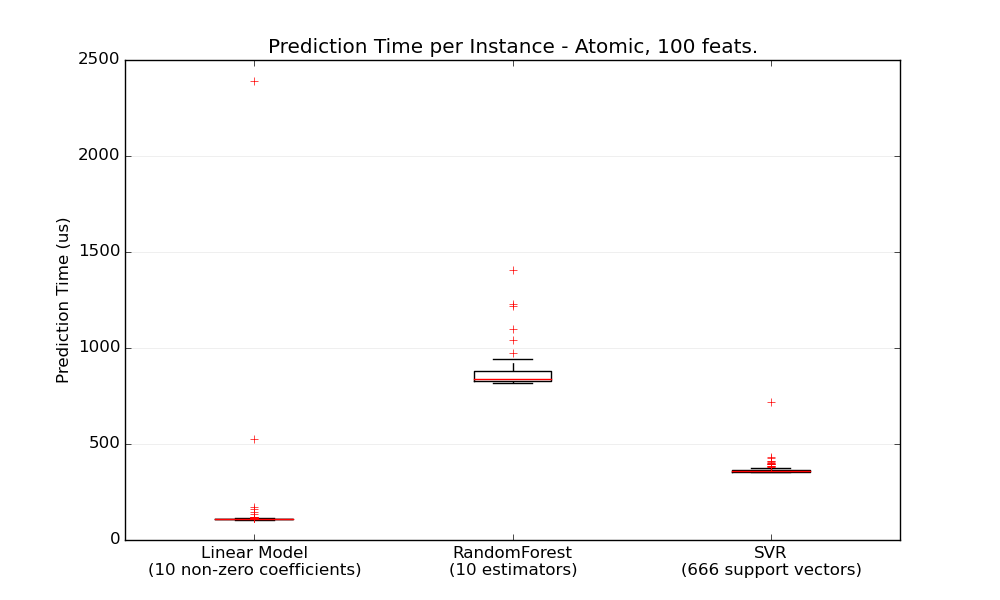 Prediction Time per Instance - Atomic, 100 feats.
2500
2000
1500
1000
500
0
Prediction Time (us)
Linear Model
(10 non-zero coefficients)
RandomForest
(10 estimators)
SVR
(666 support vectors)